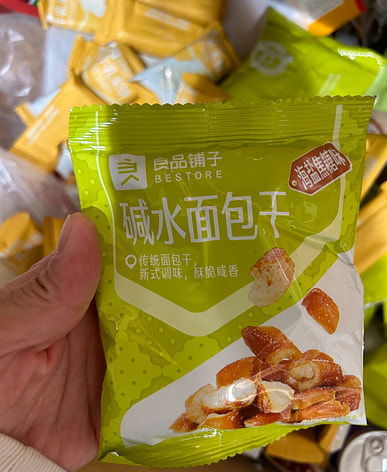 良品铺子
BESTORE
海盐焦糖味
碱水面包干
传统面包干，
新式调味，酥脆咸香